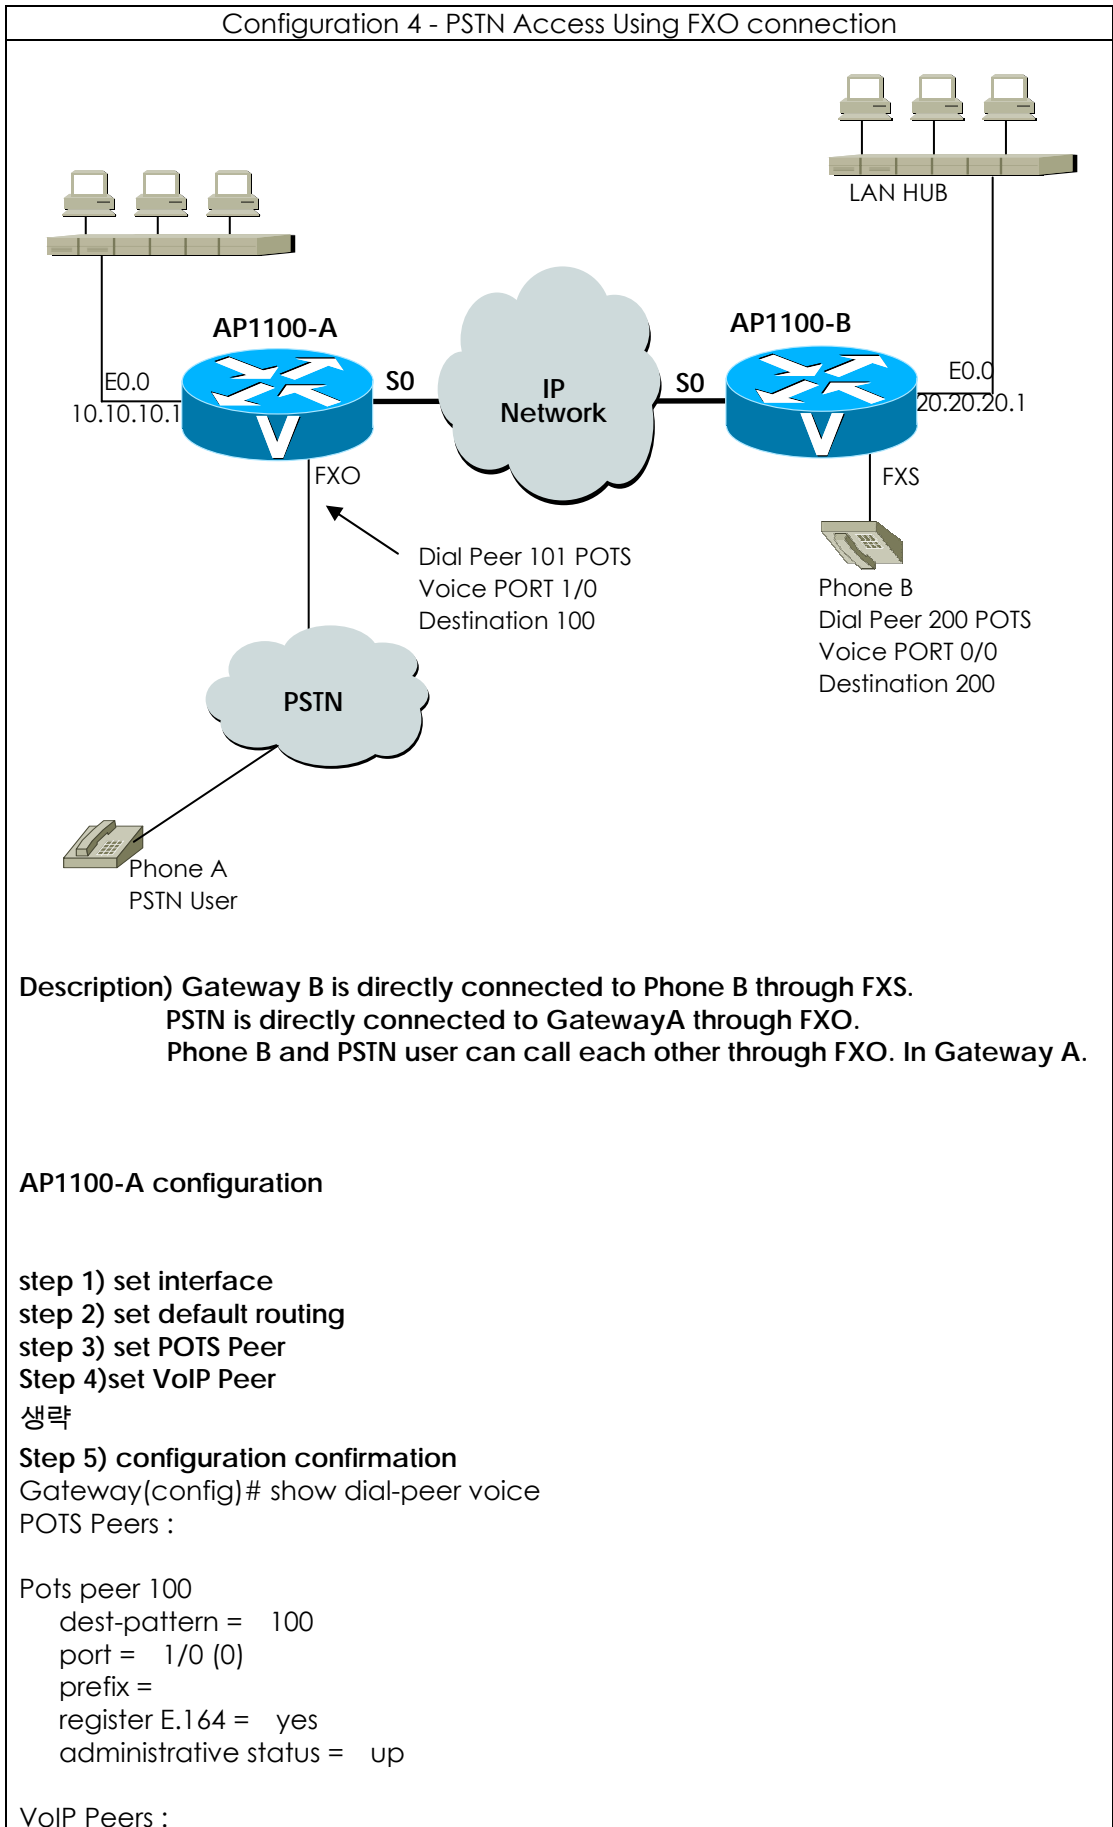 Configuration 4 - PSTN Access Using FXO connection
LAN HUB
AP1100-A
AP1100-B
E0.0
10.10.10.1
S0
IP
Network
S0
E0.0
20.20.20.1
FXO
FXS
Dial Peer 101 POTS
Voice PORT 1/0
Destination 100
Phone B
Dial Peer 200 POTS
Voice PORT 0/0
Destination 200
PSTN
Phone A
PSTN User
V
V
Description) Gateway B is directly connected to Phone B through FXS.
PSTN is directly connected to GatewayA through FXO.
Phone B and PSTN user can call each other through FXO. In Gateway A.
AP1100-A configuration
step 1) set interface
step 2) set default routing
step 3) set POTS Peer
Step 4)set VoIP Peer
생략
Step 5) configuration confirmation
Gateway(config)# show dial-peer voice
POTS Peers :
Pots peer 100
dest-pattern = 100
port = 1/0 (0)
prefix =
register E.164 = yes
administrative status = up
VoIP Peers :